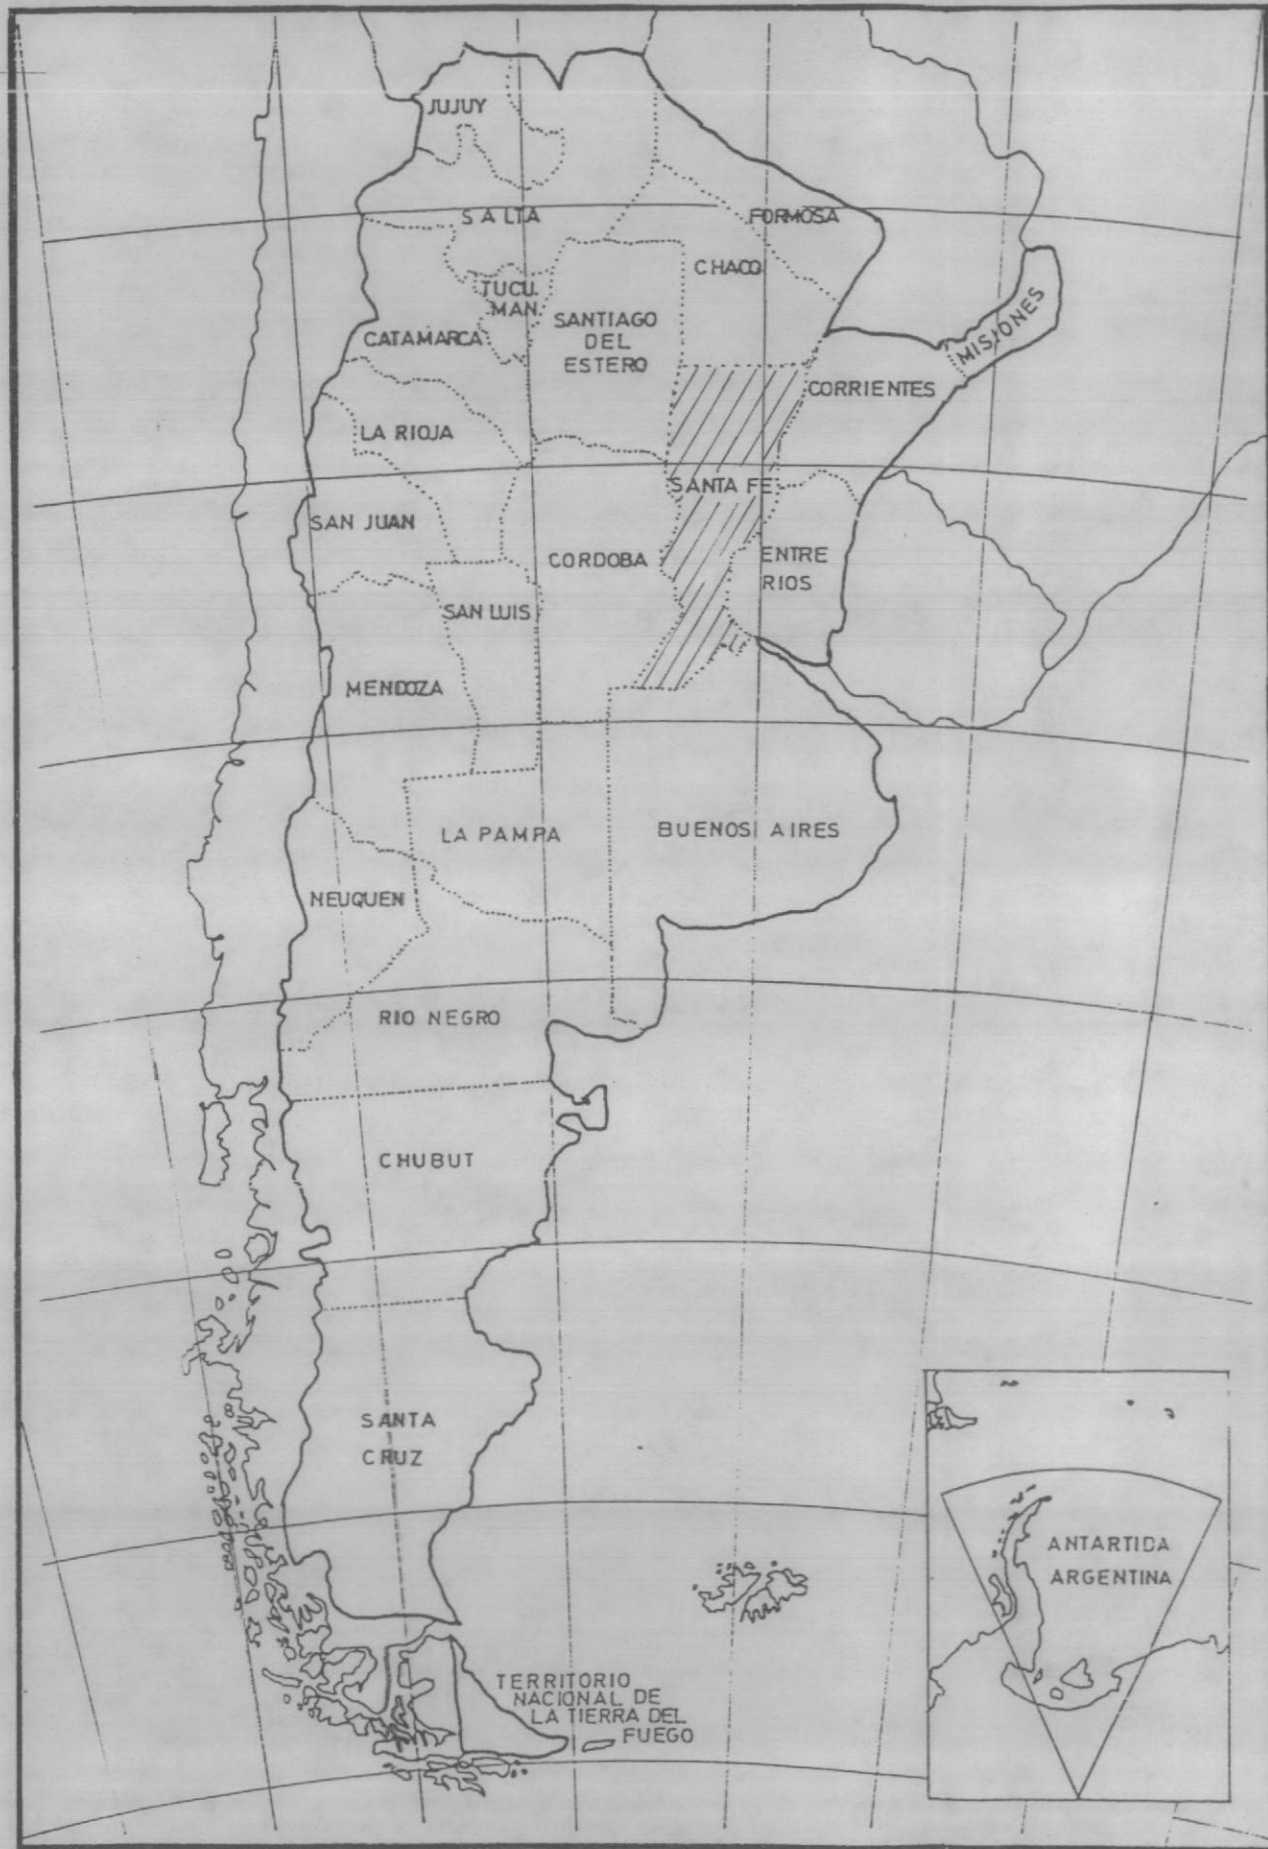 JUJUY
SALTA
FORMOSA
CHACO
TUCU
MAN
MISIONES
SANTIAGO
DEL
ESTERO
CATAMARCA
CORRIENTES
LA RIOJA
SANTA FE
SAN JUAN
CORDOBA
ENTRE
RIOS
SAN LUIS
MENDOZA
LA PAMPA
BUENOS AIRES
NEUQUEN
RIO NEGRO
CHUBUT
SANTA
CRUZ
ANTARTIDA
ARGENTINA
TERRITORIO
NACIONAL DE
LA TIERRA DEL
FUEGO